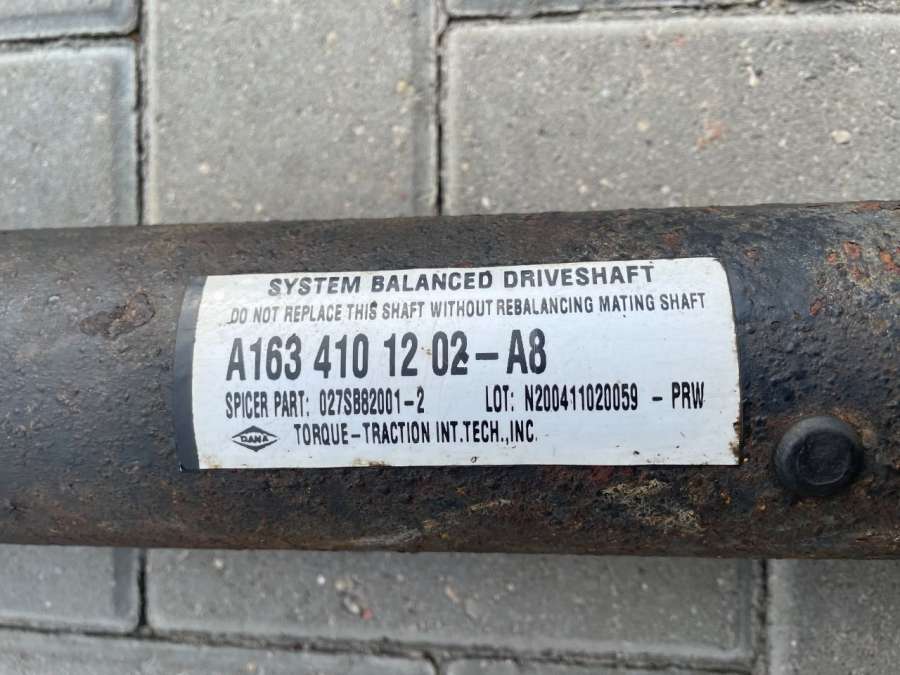 SYSTEM BALANCED DRIVESHAFT
DO NOT REPLACE THIS SHAFT WITHOUT REBALANCING MATING SHAFT
A163 410 12 02-A8
SPICER PART: 027SB62001-2 LOT: N200411020059 - PRW
DANA TORQUE-TRACTION INT.TECH.,INC.